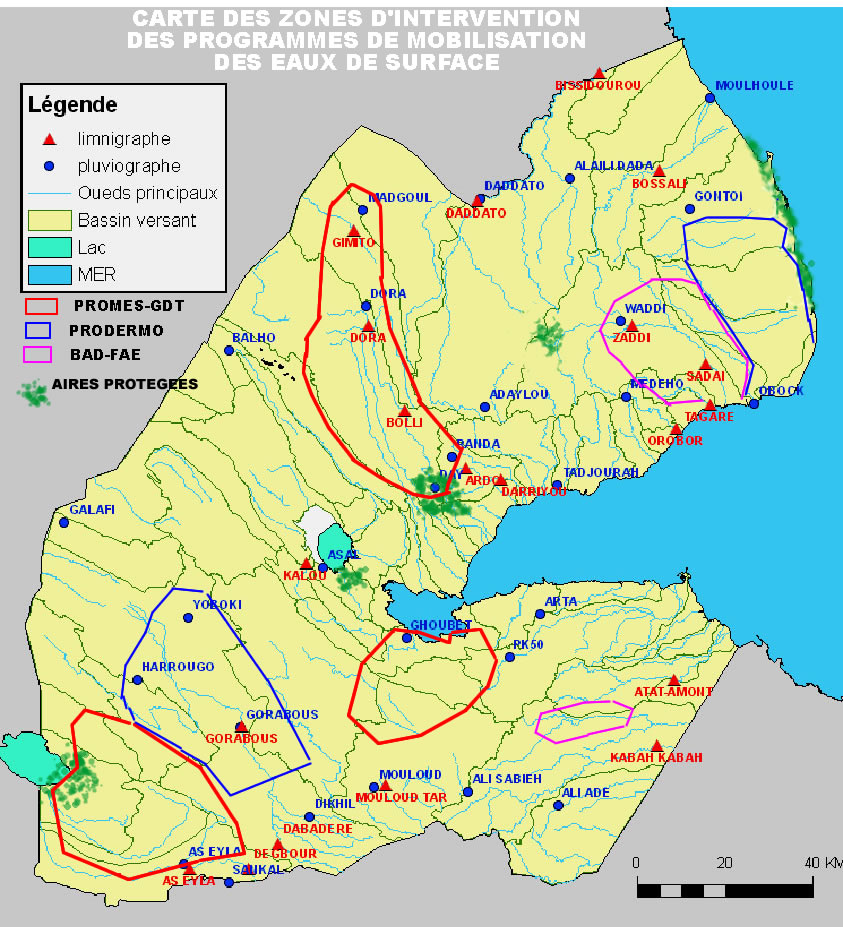 CARTE DES ZONES D'INTERVENTION
DES PROGRAMMES DE MOBILISATION
DES EAUX DE SURFACE
Légende
limnigraphe
pluviographe
Oueds principaux
Bassin versant
Lac
MER
PROMES-GDT
PRODERMO
BAD-FAE
AIRES PROTEGEES
BISSIDOUROU
MOULHOULE
ALAILI DADA
BOSSALI
GONTOI
DADDATO
DADDATO
MADGOUL
GIMITO
DORA
DORA
WADDI
ZADDI
BALHO
SADAI
MEDEHO
OBOCK
TAGARE
OROBOR
ADAYLOU
BOLLI
RANDA
DAY
ARDO
DARRIYOU
TADJOURAH
GALAFI
ASAL
KALOU
YOBOKI
GHOUBET
ARTA
RK50
HARROUGO
ATAT-AMONT
GORABOUS
GORABOUS
KABAH KABAH
MOULOUD
MOULOUD TAR
ALI SABIEH
ALI ADE
DIKHIL
DABADERE
AS EYLA
DEGBOUR
AS EYLA
SAUKAL
0 20 40 KM